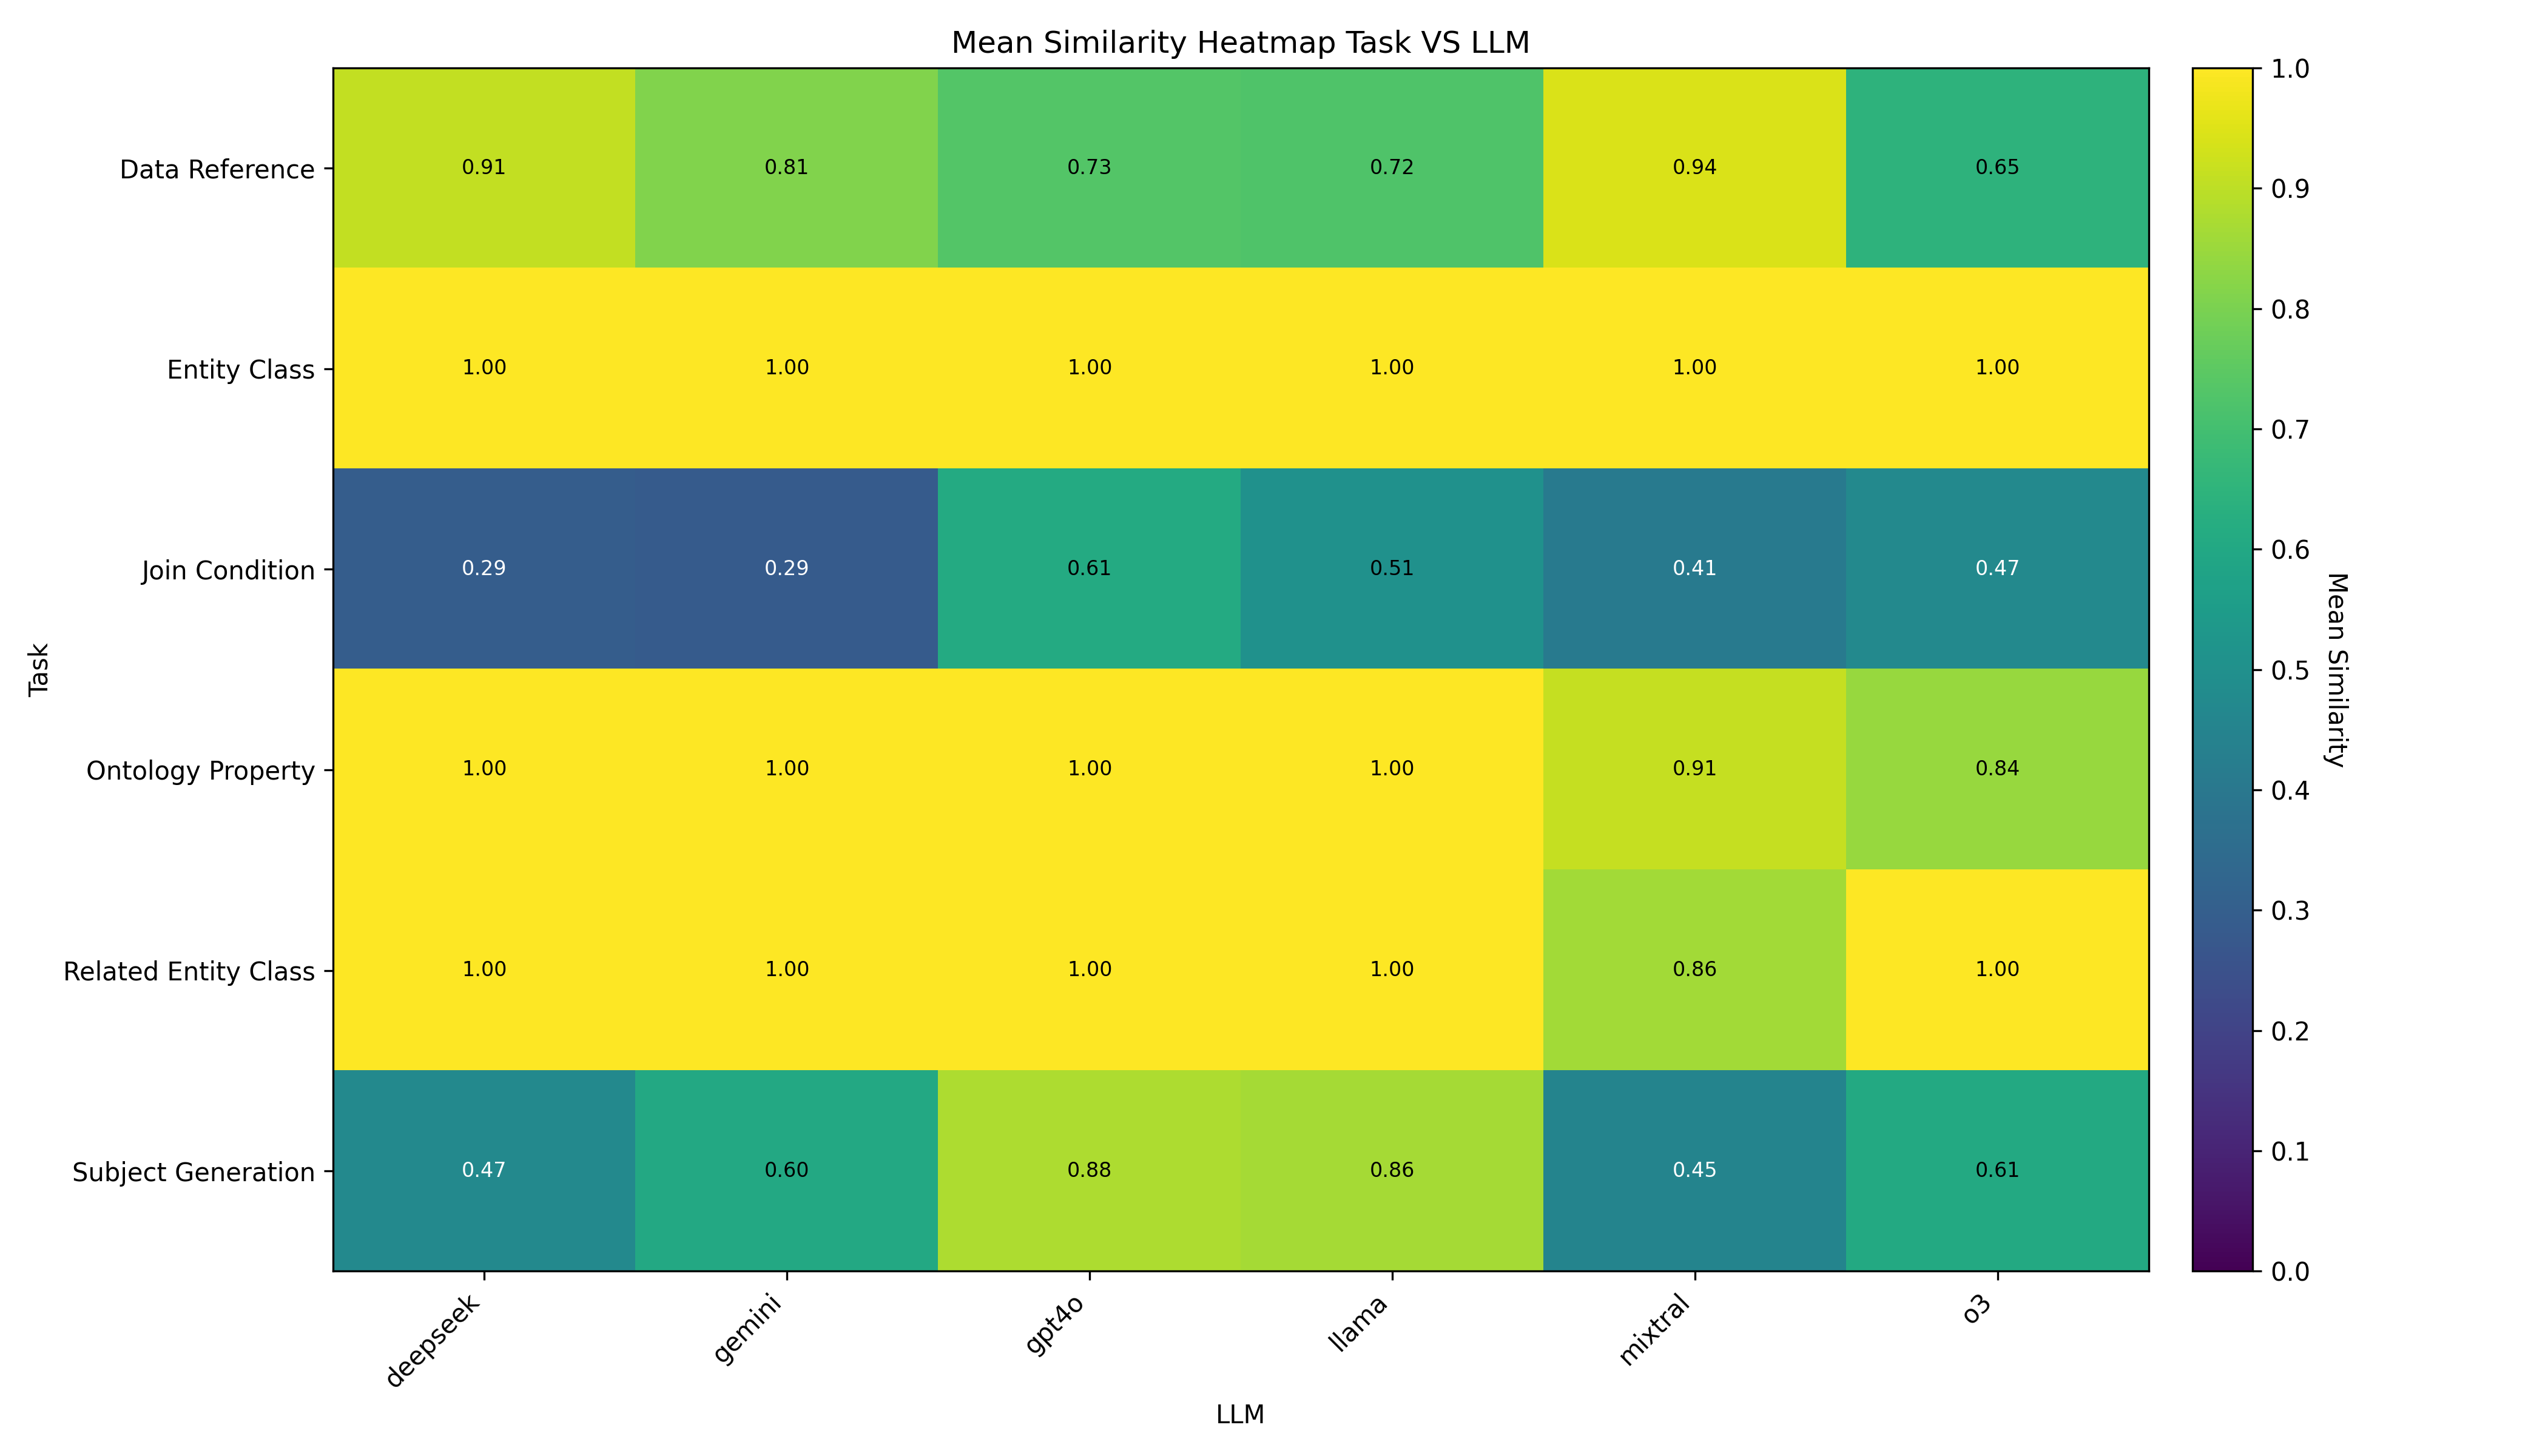 Mean Similarity Heatmap Task VS LLM
Data Reference 0.91 0.81 0.73 0.72 0.94 0.65
Entity Class 1.00 1.00 1.00 1.00 1.00 1.00
Join Condition 0.29 0.29 0.61 0.51 0.41 0.47
Ontology Property 1.00 1.00 1.00 1.00 0.91 0.84
Related Entity Class 1.00 1.00 1.00 1.00 0.86 1.00
Subject Generation 0.47 0.60 0.88 0.86 0.45 0.61
Task
deepseek gemini gpt4o llama mixtral o3
LLM
1.0
0.9
0.8
0.7
0.6
0.5
0.4
0.3
0.2
0.1
0.0
Mean Similarity